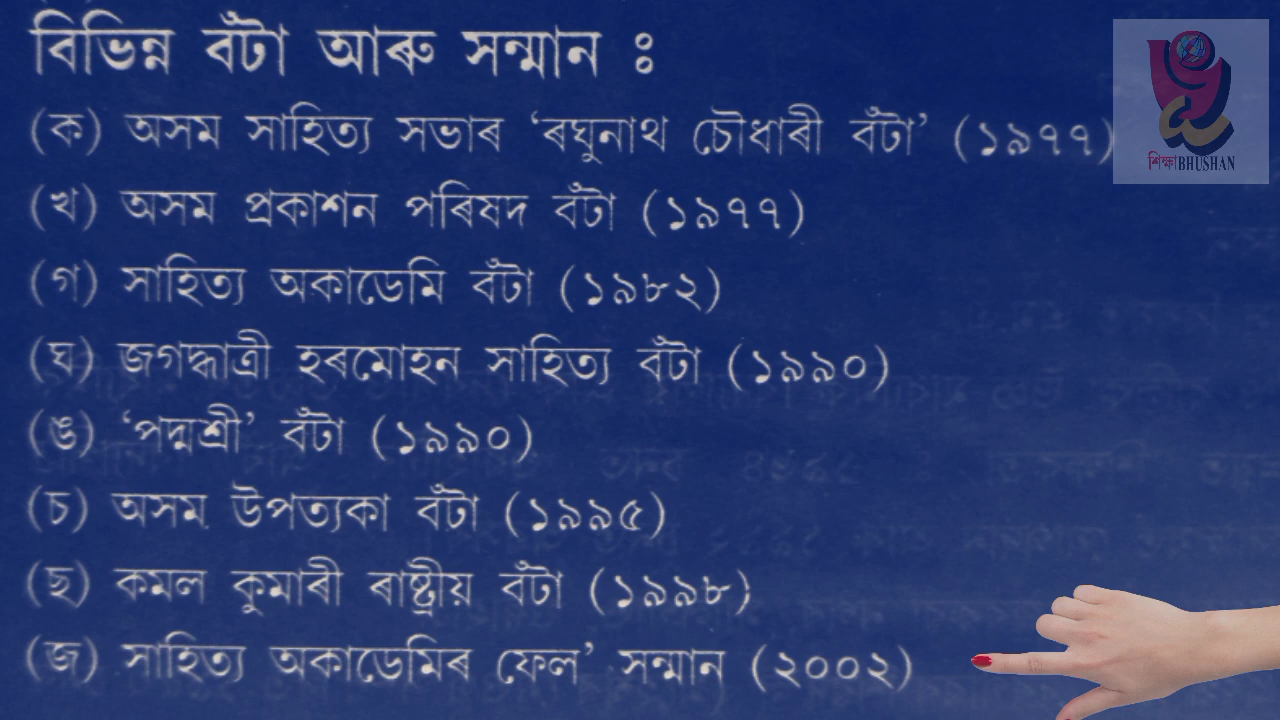 বিভিন্ন বঁটা আৰু সন্মান ঃ
(ক) অসম সাহিত্য সভাৰ ‘ৰঘুনাথ চৌধাৰী বঁটা’ (১৯৭৭)
শিক্ষাBHUSHAN
(খ) অসম প্ৰকাশন পৰিষদ বঁটা (১৯৭৭)
(গ) সাহিত্য অকাডেমি বঁটা (১৯৮২)
(ঘ) জগদ্ধাত্ৰী হৰমোহন সাহিত্য বঁটা (১৯৯০)
(ঙ) ‘পদ্মশ্ৰী’ বঁটা (১৯৯০)
(চ) অসম উপত্যকা বঁটা (১৯৯৫)
(ছ) কমল কুমাৰী ৰাষ্ট্ৰীয় বঁটা (১৯৯৮)
(জ) সাহিত্য অকাডেমিৰ ফেল’ সন্মান (২০০২)